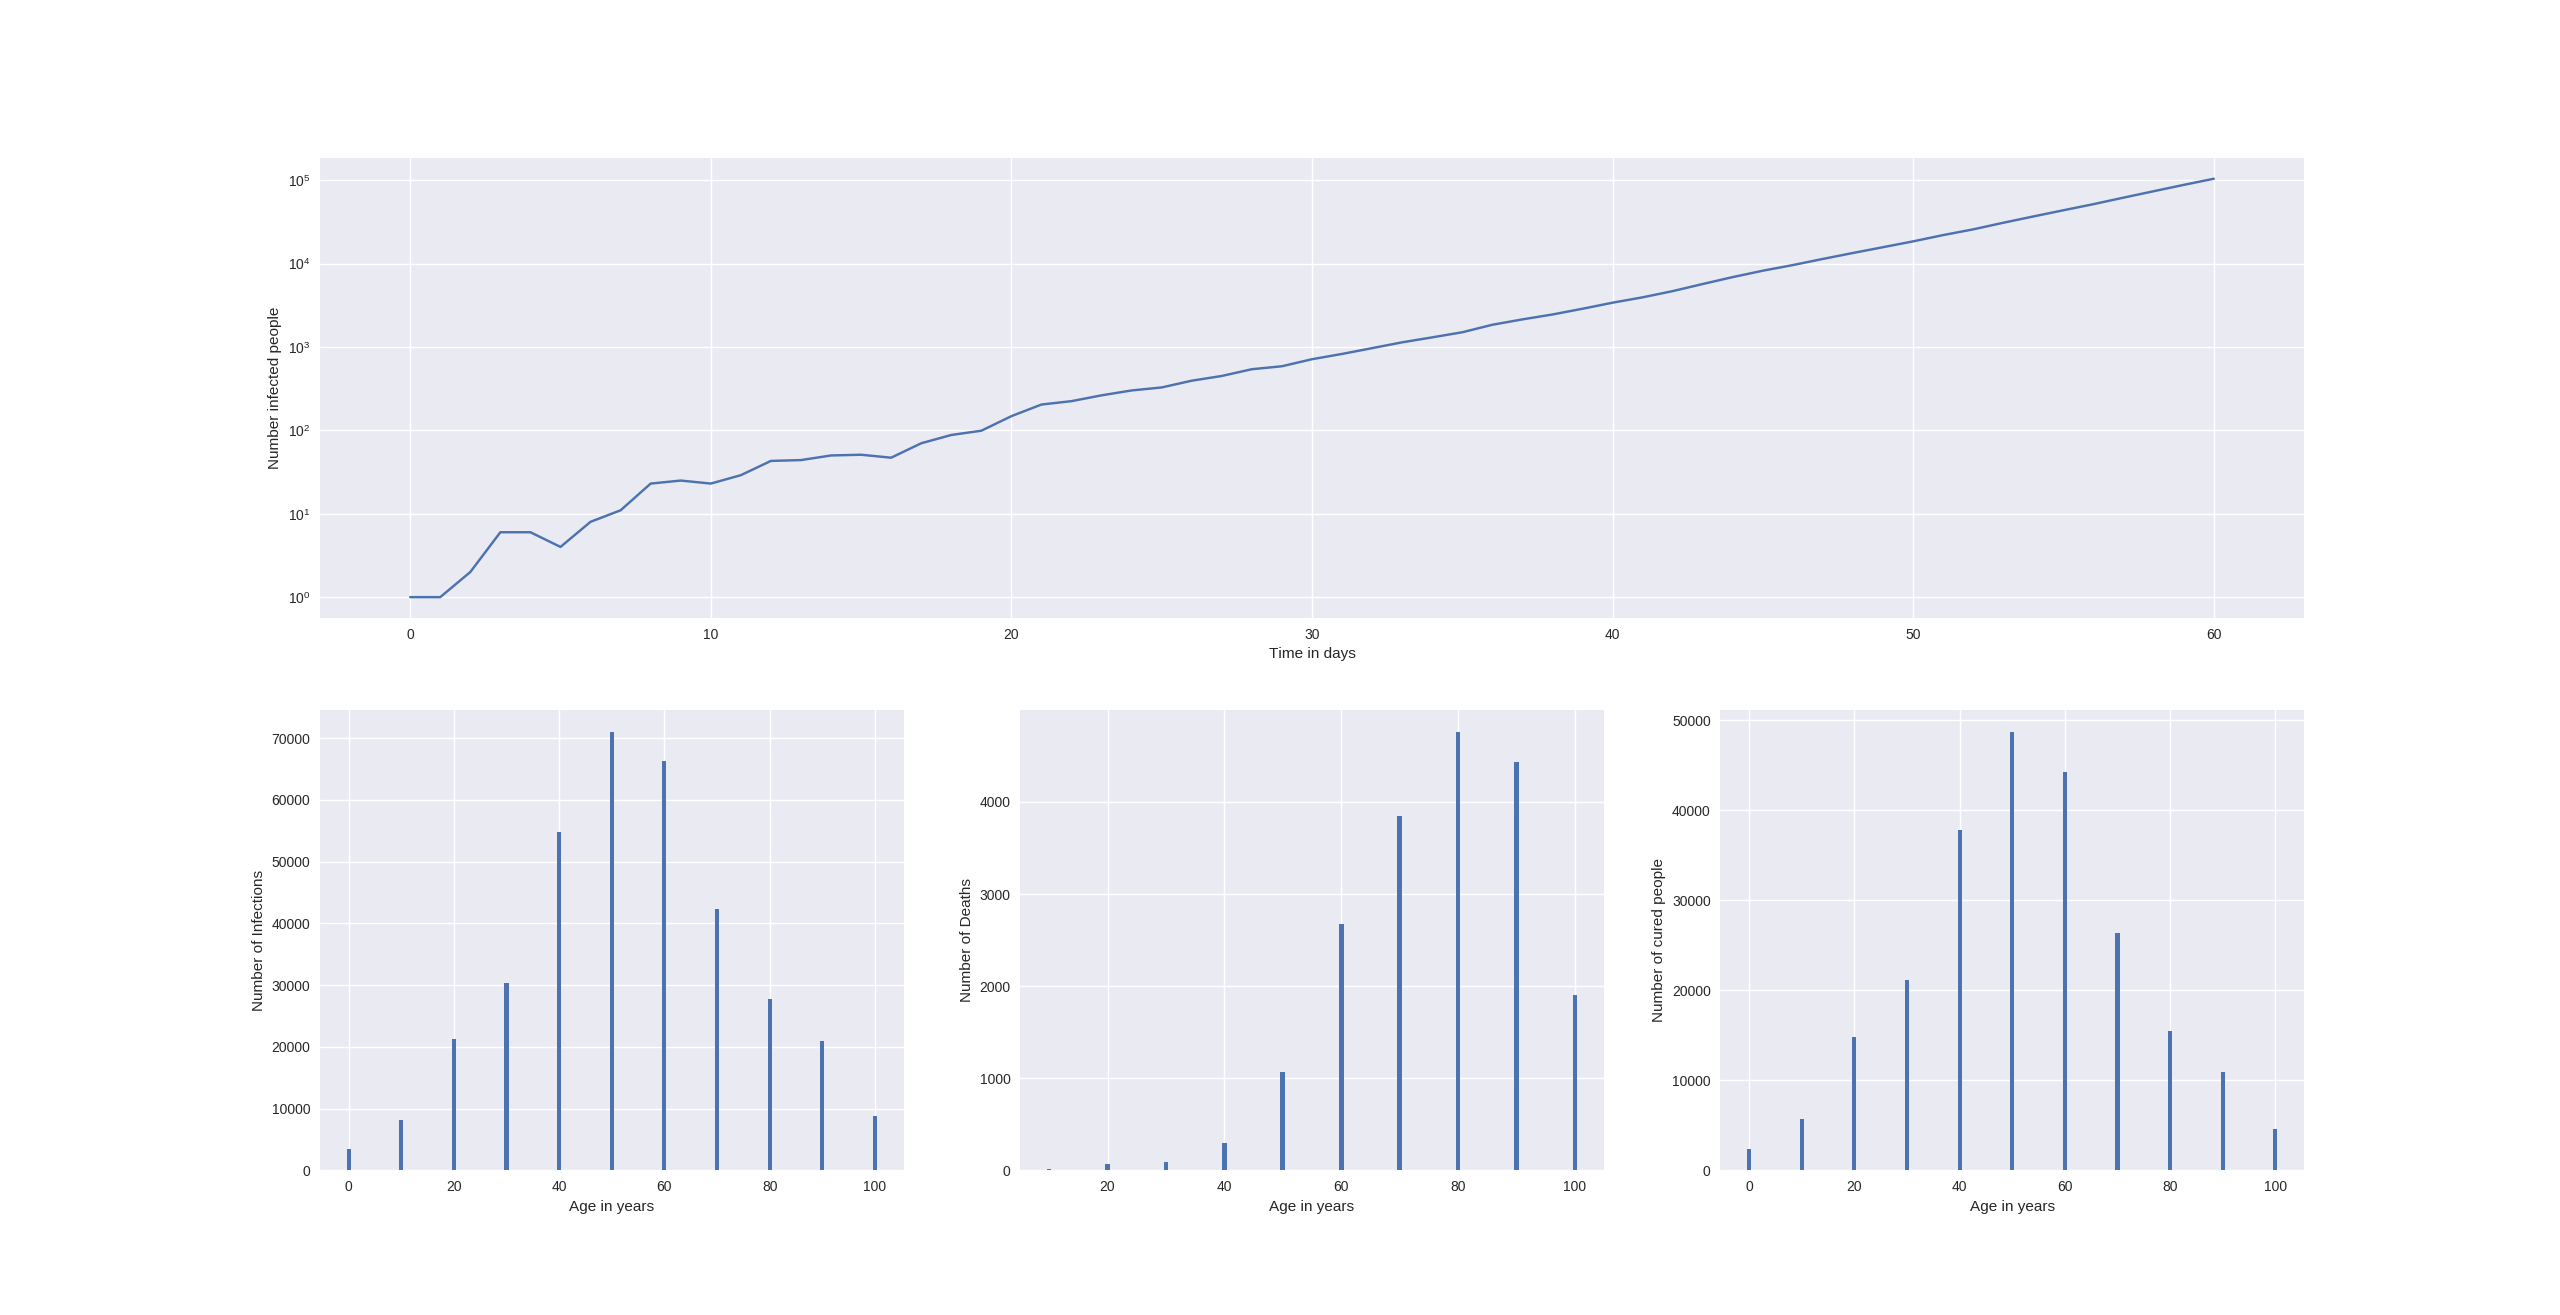 10⁵
10⁴
10³
10²
10¹
10⁰
Number infected people
0 10 20 30 40 50 60
Time in days
70000
60000
50000
40000
30000
20000
10000
0
Number of Infections
0 20 40 60 80 100
Age in years
4000
3000
2000
1000
0
Number of Deaths
20 40 60 80 100
Age in years
50000
40000
30000
20000
10000
0
Number of cured people
0 20 40 60 80 100
Age in years